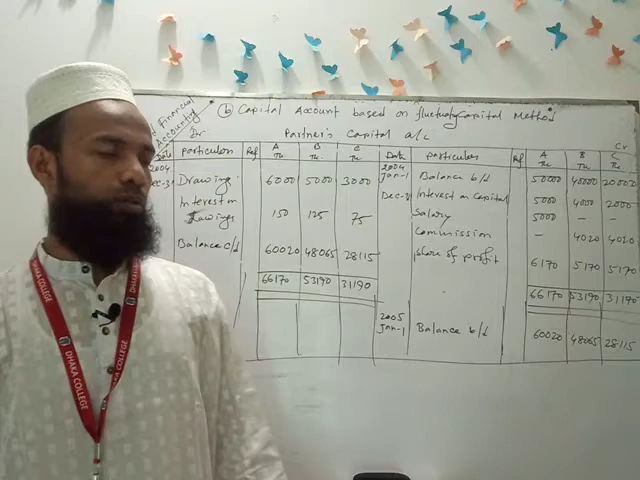 (b) Capital Account based on fluctuating Capital Method
Financial
Accounting
Partner's Capital a/c
Dr. Cr.
Date Particulars Ref A Tk. B Tk. C Tk. Date Particulars Ref A Tk. B Tk. C Tk.
2004 2004
Dec-31 Drawings 6000 5000 3000 Jan-1 Balance b/d 50000 40000 20000
Interest on Dec-31 Interest on Capital 5000 4000 2000
Drawings 150 125 75 Salary 5000 - -
Commission - 4020 4020
Balance c/d 60020 48065 28115 Share of profit 6170 5170 5170
66170 53190 31190 66170 53190 31190
2005
Jan-1 Balance b/d 60020 48065 28115
DHAKA COLLEGE
DHAKA COLLEGE